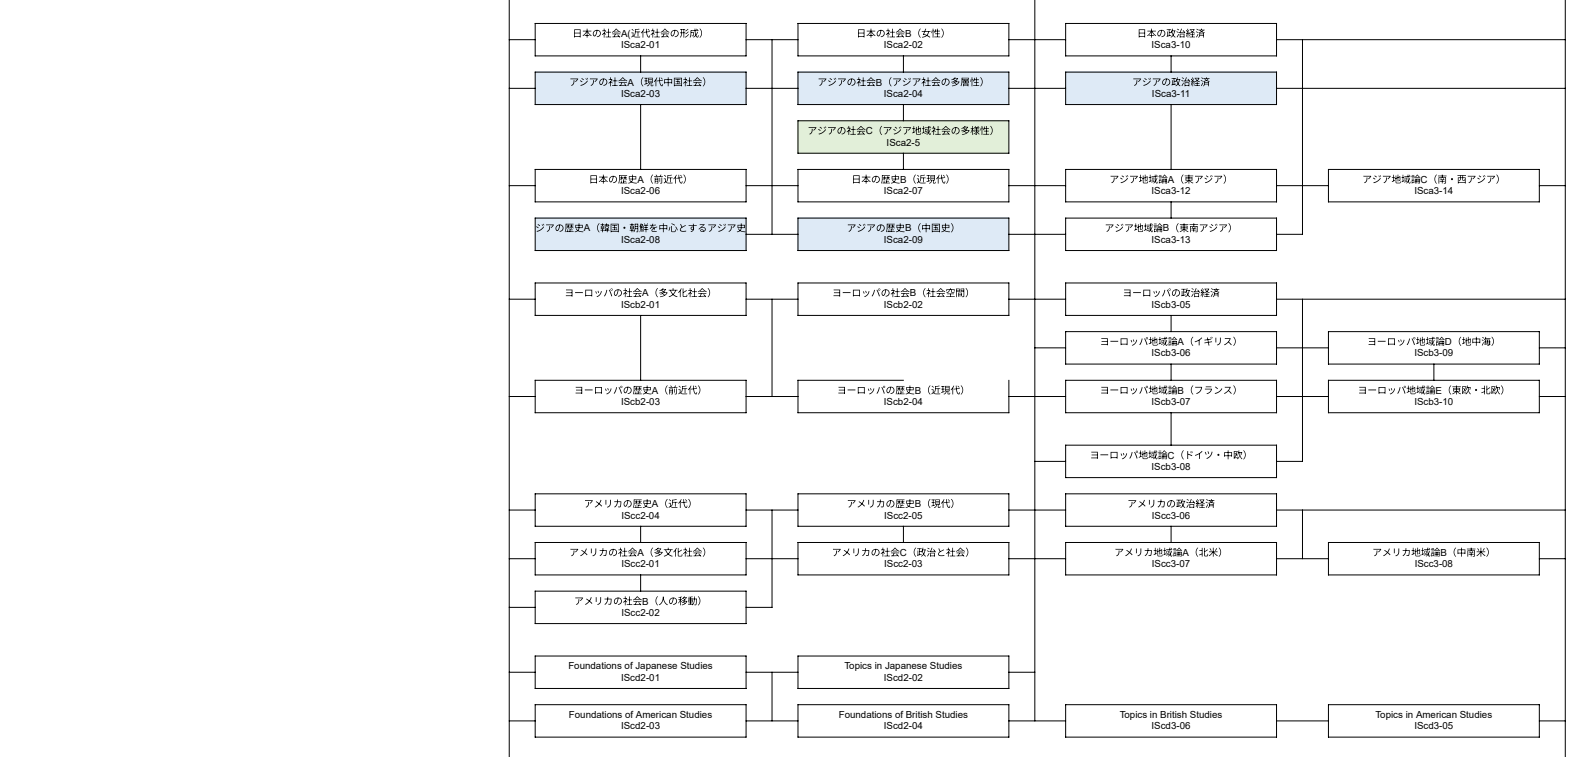 日本の社会A(近代社会の形成）
ISca2-01
日本の社会B（女性）
ISca2-02
日本の政治経済
ISca3-10
アジアの社会A（現代中国社会）
ISca2-03
アジアの社会B（アジア社会の多層性）
ISca2-04
アジアの政治経済
ISca3-11
アジアの社会C（アジア地域社会の多様性）
ISca2-5
日本の歴史A（前近代）
ISca2-06
日本の歴史B（近現代）
ISca2-07
アジア地域論A（東アジア）
ISca3-12
アジア地域論C（南・西アジア）
ISca3-14
ジアの歴史A（韓国・朝鮮を中心とするアジア史
ISca2-08
アジアの歴史B（中国史）
ISca2-09
アジア地域論B（東南アジア）
ISca3-13
ヨーロッパの社会A（多文化社会）
IScb2-01
ヨーロッパの社会B（社会空間）
IScb2-02
ヨーロッパの政治経済
IScb3-05
ヨーロッパ地域論A（イギリス）
IScb3-06
ヨーロッパ地域論D（地中海）
IScb3-09
ヨーロッパの歴史A（前近代）
IScb2-03
ヨーロッパの歴史B（近現代）
IScb2-04
ヨーロッパ地域論B（フランス）
IScb3-07
ヨーロッパ地域論E（東欧・北欧）
IScb3-10
ヨーロッパ地域論C（ドイツ・中欧）
IScb3-08
アメリカの歴史A（近代）
IScc2-04
アメリカの歴史B（現代）
IScc2-05
アメリカの政治経済
IScc3-06
アメリカの社会A（多文化社会）
IScc2-01
アメリカの社会C（政治と社会）
IScc2-03
アメリカ地域論A（北米）
IScc3-07
アメリカ地域論B（中南米）
IScc3-08
アメリカの社会B（人の移動）
IScc2-02
Foundations of Japanese Studies
IScd2-01
Topics in Japanese Studies
IScd2-02
Foundations of American Studies
IScd2-03
Foundations of British Studies
IScd2-04
Topics in British Studies
IScd3-06
Topics in American Studies
IScd3-05